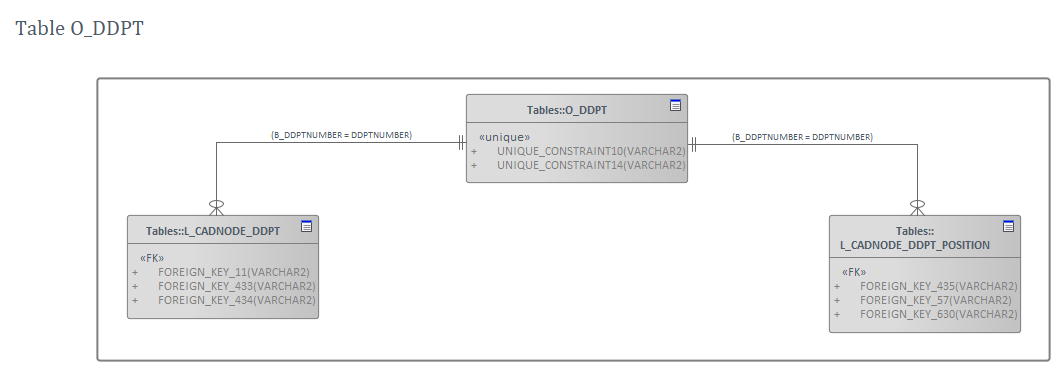 Table O_DDPT
Tables::O_DDPT
«unique»
+ UNIQUE_CONSTRAINT10(VARCHAR2)
+ UNIQUE_CONSTRAINT14(VARCHAR2)
(B_DDPTNUMBER = DDPTNUMBER)
(B_DDPTNUMBER = DDPTNUMBER)
Tables::L_CADNODE_DDPT
«FK»
+ FOREIGN_KEY_11(VARCHAR2)
+ FOREIGN_KEY_433(VARCHAR2)
+ FOREIGN_KEY_434(VARCHAR2)
Tables::
L_CADNODE_DDPT_POSITION
«FK»
+ FOREIGN_KEY_435(VARCHAR2)
+ FOREIGN_KEY_57(VARCHAR2)
+ FOREIGN_KEY_630(VARCHAR2)